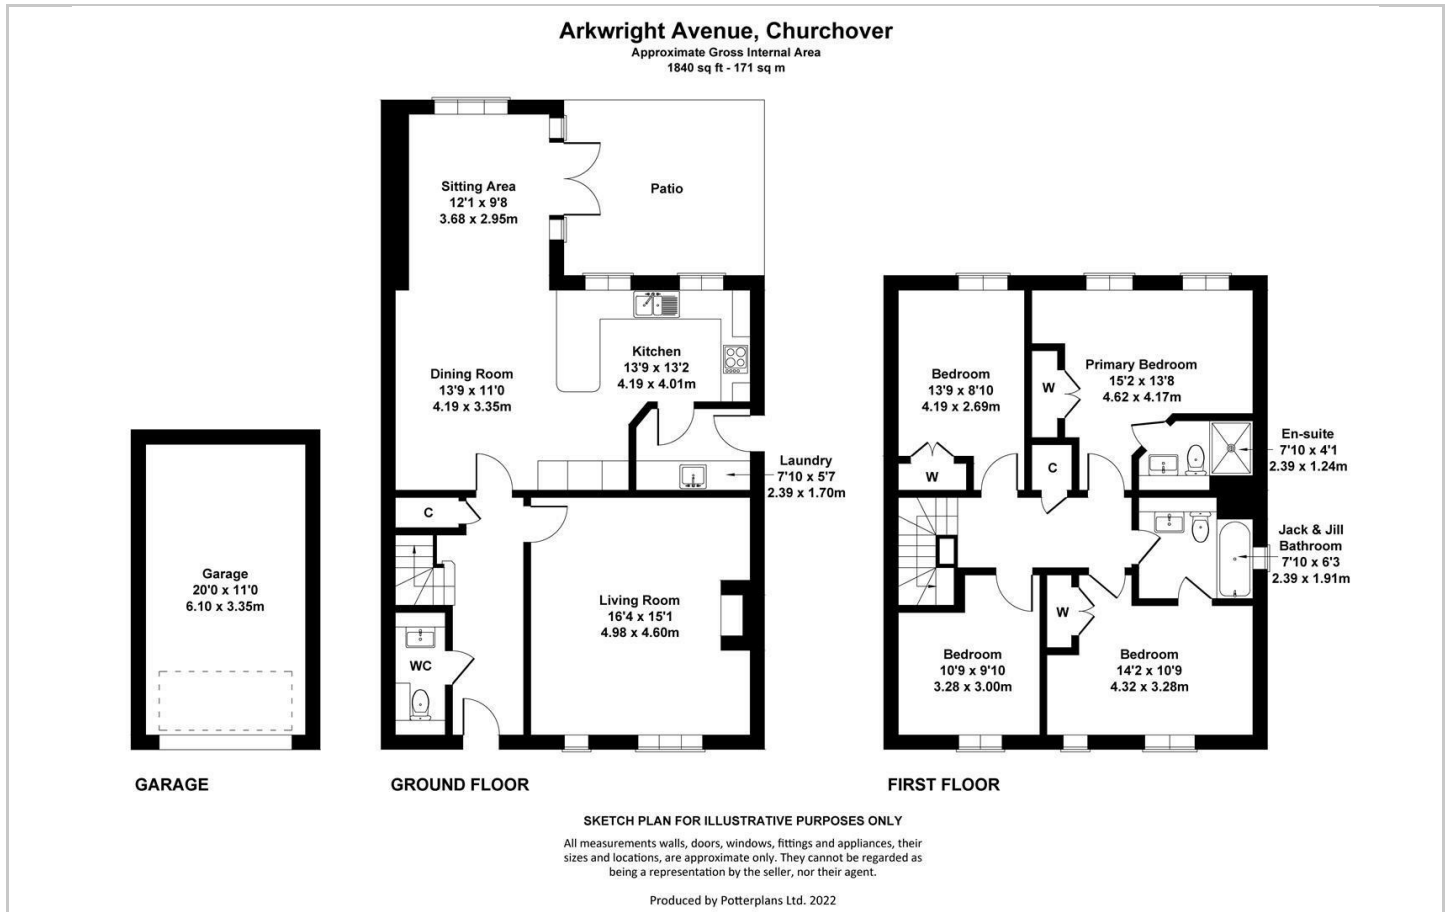 Arkwright Avenue, Churchover
Approximate Gross Internal Area
1840 sq ft - 171 sq m
Sitting Area
12'1 x 9'8
3.68 x 2.95m
Patio
Kitchen
13'9 x 13'2
4.19 x 4.01m
Dining Room
13'9 x 11'0
4.19 x 3.35m
Laundry
7'10 x 5'7
2.39 x 1.70m
C
Living Room
16'4 x 15'1
4.98 x 4.60m
WC
Garage
20'0 x 11'0
6.10 x 3.35m
Bedroom
13'9 x 8'10
4.19 x 2.69m
W
Primary Bedroom
15'2 x 13'8
4.62 x 4.17m
W
C
En-suite
7'10 x 4'1
2.39 x 1.24m
Jack & Jill
Bathroom
7'10 x 6'3
2.39 x 1.91m
W
Bedroom
10'9 x 9'10
3.28 x 3.00m
Bedroom
14'2 x 10'9
4.32 x 3.28m
GARAGE
GROUND FLOOR
FIRST FLOOR
SKETCH PLAN FOR ILLUSTRATIVE PURPOSES ONLY
All measurements walls, doors, windows, fittings and appliances, their
sizes and locations, are approximate only. They cannot be regarded as
being a representation by the seller, nor their agent.
Produced by Potterplans Ltd. 2022